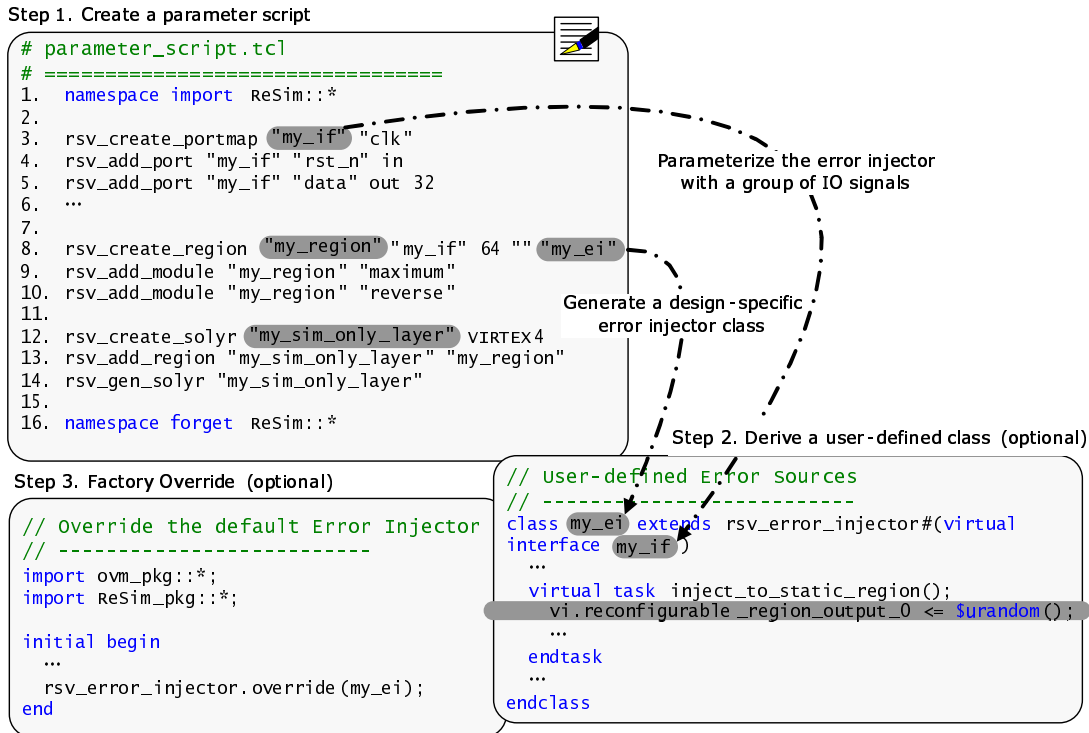 Step 1. Create a parameter script
# parameter_script.tcl
# =================================
1. namespace import ReSim::*
2.
3. rsv_create_portmap "my_if" "clk"
4. rsv_add_port "my_if" "rst_n" in
5. rsv_add_port "my_if" "data" out 32
6. …
7.
8. rsv_create_region "my_region" "my_if" 64 "" "my_ei"
9. rsv_add_module "my_region" "maximum"
10. rsv_add_module "my_region" "reverse"
11.
12. rsv_create_solyr "my_sim_only_layer" VIRTEX4
13. rsv_add_region "my_sim_only_layer" "my_region"
14. rsv_gen_solyr "my_sim_only_layer"
15.
16. namespace forget ReSim::*
Parameterize the error injector
with a group of IO signals
Generate a design-specific
error injector class
Step 2. Derive a user-defined class (optional)
// User-defined Error Sources
// --------------------------
class my_ei extends rsv_error_injector#(virtual
interface my_if )
…
virtual task inject_to_static_region();
vi.reconfigurable_region_output_0 <= $urandom();
…
endtask
…
endclass
Step 3. Factory Override (optional)
// Override the default Error Injector
// --------------------------
import ovm_pkg::*;
import ReSim_pkg::*;
initial begin
…
rsv_error_injector.override(my_ei);
end